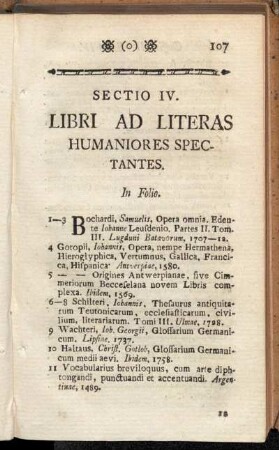 (o) 107
SECTIO IV.
LIBRI AD LITERAS
HUMANIORES SPEC-
TANTES.
In Folio.
1—3 Bochardi, Samuelis, Opera omnia. Eden-
te Iohanne Leusdenio. Partes II. Tom.
III. Lugduni Batavorum, 1707—12.
4 Goropii, Iohannis, Opera, nempe Hermathena,
Hieroglyphica, Vertumnus, Gallica, Franci-
ca, Hispanica. Antverpiae, 1580.
5 — — Origines Antwerpianae, sive Cim-
meriorum Beccefelana novem Libris com-
plexa. Ibidem, 1569.
6—8 Schilteri, Iohannis, Thesaurus antiquita-
rum Teutonicarum, ecclesiasticarum, civi-
lium, literariarum. Tomi III. Ulmae, 1728.
9 Wachteri, Ioh. Georgii, Glossarium Germani-
cum. Lipsiae. 1737.
10 Haltaus, Christ. Gotlob, Glossarium Germani-
cum medii aevi. Ibidem, 1758.
11 Vocabularius breviloquus, cum arte diph-
tongandi, punctuandi et accentuandi. Argen-
tinae, 1489.
12